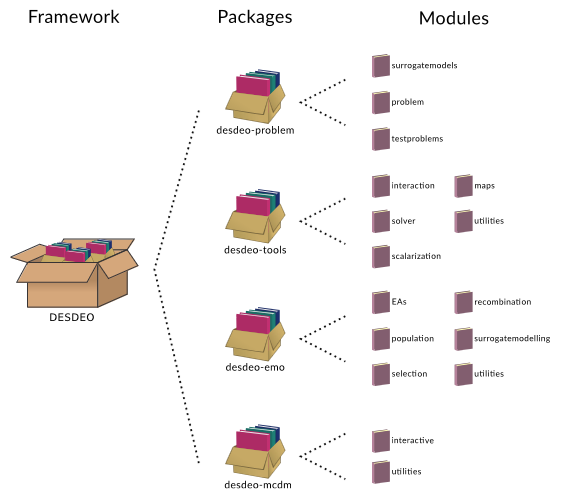 Framework
Packages
Modules
DESDEO
desdeo-problem
surrogatemodels
problem
testproblems
desdeo-tools
interaction
maps
solver
utilities
scalarization
desdeo-emo
EAs
recombination
population
surrogatemodelling
selection
utilities
desdeo-mcdm
interactive
utilities